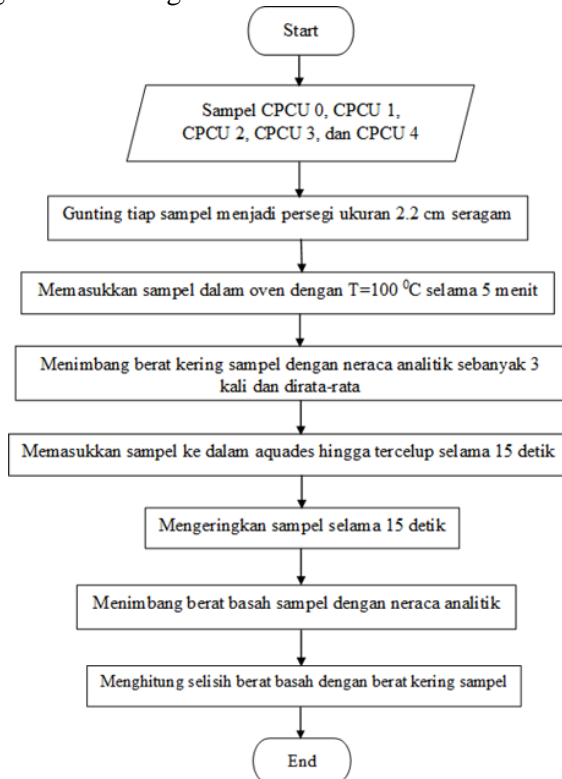 Start
Sampel CPCU 0, CPCU 1,
CPCU 2, CPCU 3, dan CPCU 4
Gunting tiap sampel menjadi persegi ukuran 2.2 cm seragam
Memasukkan sampel dalam oven dengan T=100 ⁰C selama 5 menit
Menimbang berat kering sampel dengan neraca analitik sebanyak 3
kali dan dirata-rata
Memasukkan sampel ke dalam aquades hingga tercelup selama 15 detik
Mengeringkan sampel selama 15 detik
Menimbang berat basah sampel dengan neraca analitik
Menghitung selisih berat basah dengan berat kering sampel
End